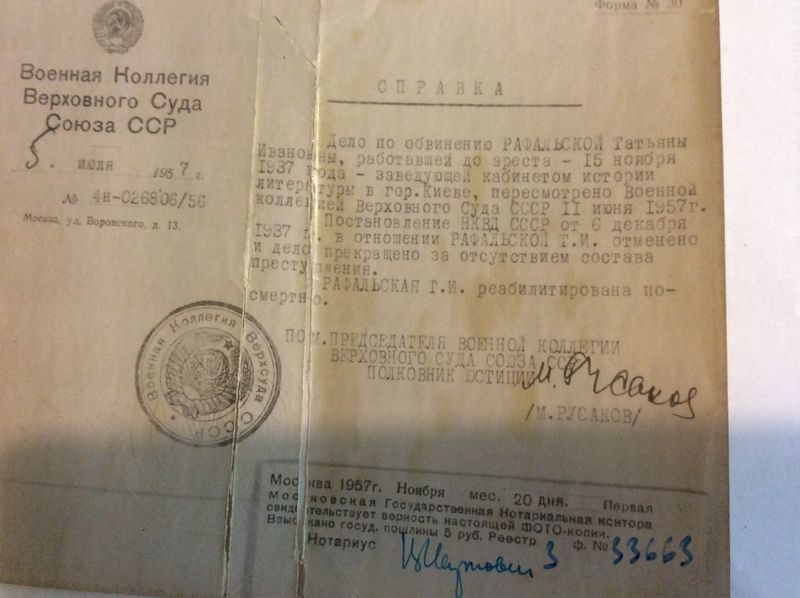 Форма № 30
Военная Коллегия
Верховного Суда
Союза ССР
5. июля 1957 г.
№ 4н-026806/56
Москва, ул. Воровского, д. 13.
СПРАВКА
Дело по обвинению РАФАЛЬСКОЙ Татьяны
Ивановны, работавшей до ареста - 15 ноября
1937 года - заведующей кабинетом истории
литературы в гор.Киеве, пересмотрено Военной
коллегией Верховного Суда СССР 11 июня 1957г.
Постановление НКВД СССР от 6 декабря
1937 г. в отношении РАФАЛЬСКОЙ Т.И. отменено
и дело прекращено за отсутствием состава
преступления.
РАФАЛЬСКАЯ Т.И. реабилитирована по-
смертно.
ПОМ.ПРЕДСЕДАТЕЛЯ ВОЕННОЙ КОЛЛЕГИИ
ВЕРХОВНОГО СУДА СОЮЗА ССР
ПОЛКОВНИК ЮСТИЦИИ
М. Русаков
/М.РУСАКОВ/
Военная Коллегия Верхсуда СССР
Москва 1957г. Ноября мес. 20 дня. Первая
Московская Государственная Нотариальная контора
свидетельствует верность настоящей ФОТО-копии.
Взыскано госуд. пошлины 5 руб. Реестр ф. № 3 33663
Нотариус